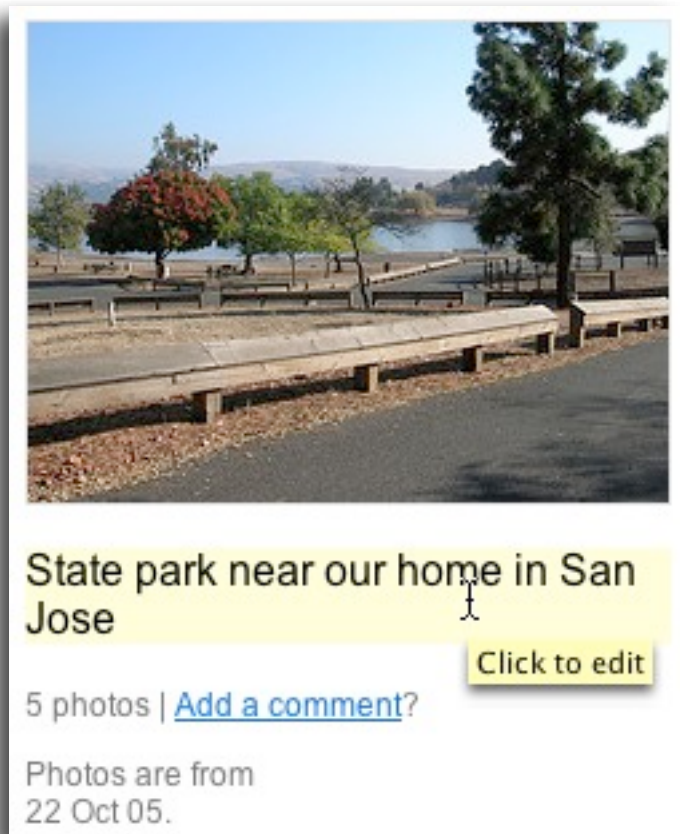 State park near our home in San
Jose
Click to edit
5 photos | Add a comment?
Photos are from
22 Oct 05.